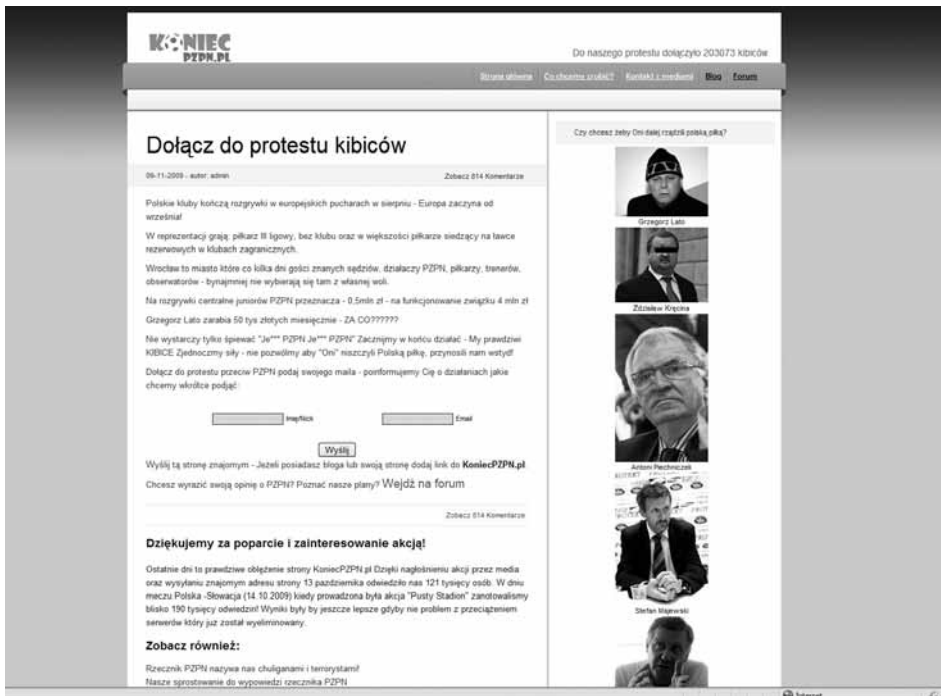 KONIEC
PZPN.PL
Do naszego protestu dołączyło 203073 kibiców
Strona główna Co chcemy zrobić? Kontakt z mediami Blog Forum
Dołącz do protestu kibiców
09-11-2009 - autor: admin Zobacz 614 Komentarze
Polskie kluby kończą rozgrywki w europejskich pucharach w sierpniu - Europa zaczyna od
września!
W reprezentacji grają: piłkarz III ligowy, bez klubu oraz w większości piłkarze siedzący na ławce
rezerwowych w klubach zagranicznych.
Wrocław to miasto które co kilka dni gości znanych sędziów, działaczy PZPN, piłkarzy, trenerów,
obserwatorów - bynajmniej nie wybierają się tam z własnej woli.
Na rozgrywki centralne juniorów PZPN przeznacza - 0,5mln zł - na funkcjonowanie związku 4 mln zł
Grzegorz Lato zarabia 50 tys złotych miesięcznie - ZA CO??????
Nie wystarczy tylko śpiewać "Je*** PZPN Je*** PZPN" Zacznijmy w końcu działać - My prawdziwi
KIBICE Zjednoczmy siły - nie pozwólmy aby "Oni" niszczyli Polską piłkę, przynosili nam wstyd!
Dołącz do protestu przeciw PZPN podaj swojego maila - poinformujemy Cię o działaniach jakie
chcemy wkrótce podjąć:
Imię/Nick Email
Wyślij
Wyślij tą stronę znajomym - Jeżeli posiadasz bloga lub swoją stronę dodaj link do KoniecPZPN.pl
Chcesz wyrazić swoją opinię o PZPN? Poznać nasze plany? Wejdź na forum
Zobacz 614 Komentarze
Dziękujemy za poparcie i zainteresowanie akcją!
Ostatnie dni to prawdziwe oblężenie strony KoniecPZPN.pl Dzięki nagłośnieniu akcji przez media
oraz wysyłaniu znajomym adresu strony 13 pazdziernika odwiedziło nas 121 tysięcy osób. W dniu
meczu Polska -Słowacja (14.10.2009) kiedy prowadzona była akcja "Pusty Stadion" zanotowalismy
blisko 190 tysięcy odwiedzin! Wyniki były by jeszcze lepsze gdyby nie problem z przeciążeniem
serwerów który juz został wyeliminowany.
Zobacz również:
Rzecznik PZPN nazywa nas chuliganami i terrorystami!
Nasze sprostowanie do wypowiedzi rzecznika PZPN
Czy chcesz żeby Oni dalej rządzili polską piłką?
Grzegorz Lato
Zdzisław Kręcina
Antoni Piechniczek
Stefan Majewski
Internet